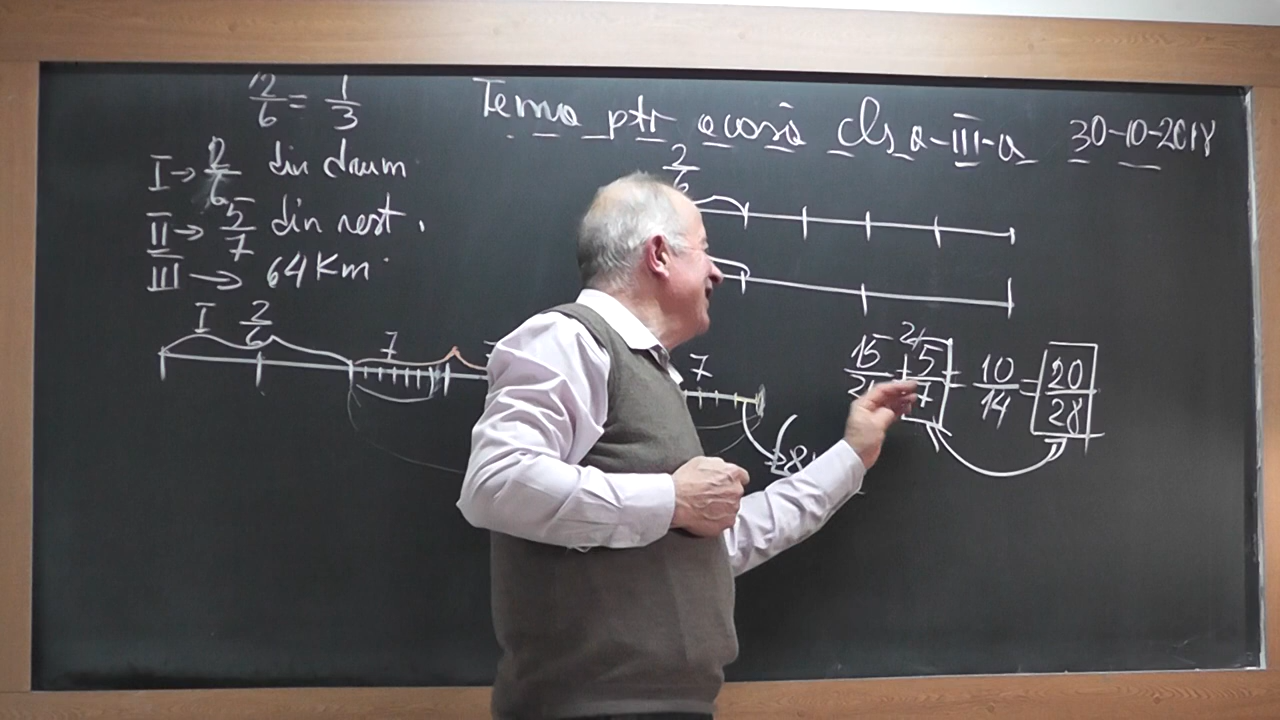 2/6 = 1/3
Tema ptr acasă cls a-III-a 30-10-2018
I → 2/6 din drum
II → 5/7 din rest.
III → 64 Km
2/6
I 2/6
7
7
28
15/21 5/7 = 10/14 = 20/28